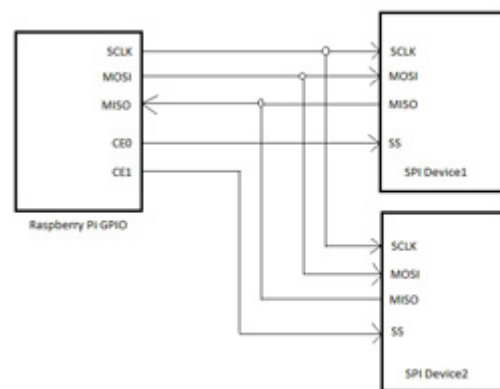 SCLK
MOSI
MISO
CE0
CE1
Raspberry Pi GPIO
SCLK
MOSI
MISO
SS
SPI Device1
SCLK
MOSI
MISO
SS
SPI Device2